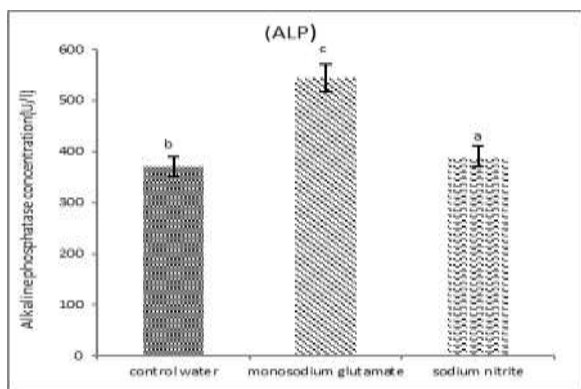 (ALP)
Alkalinephosphatase concentration[U/l]
600
500
400
300
200
100
0
b
c
a
control water
monosodium glutamate
sodium nitrite